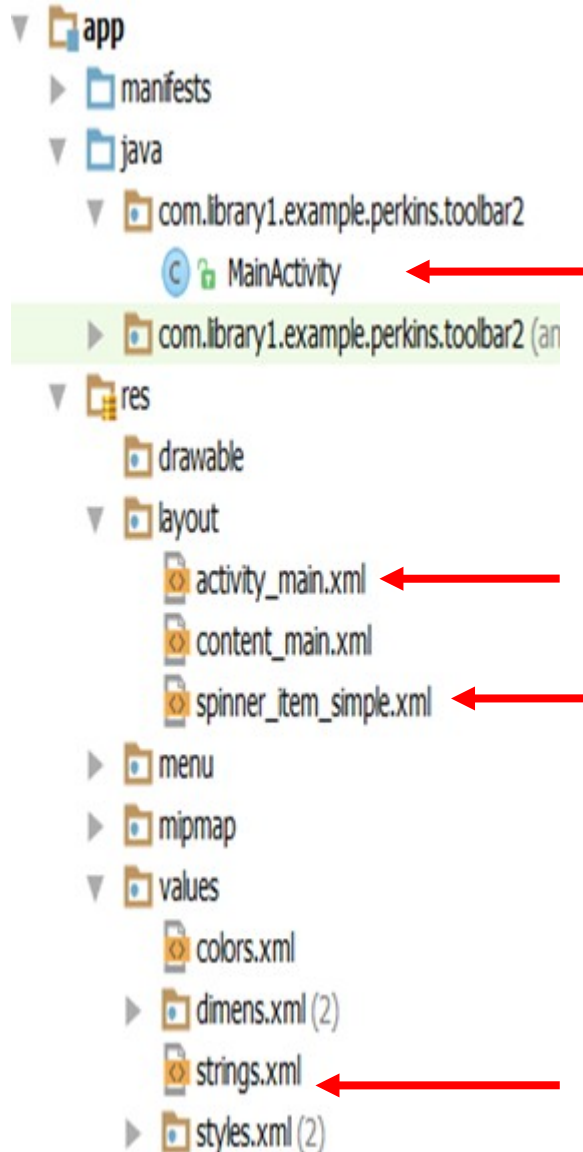 app
manifests
java
com.library1.example.perkins.toolbar2
C MainActivity
com.library1.example.perkins.toolbar2 (an
res
drawable
layout
activity_main.xml
content_main.xml
spinner_item_simple.xml
menu
mipmap
values
colors.xml
dimens.xml (2)
strings.xml
styles.xml (2)